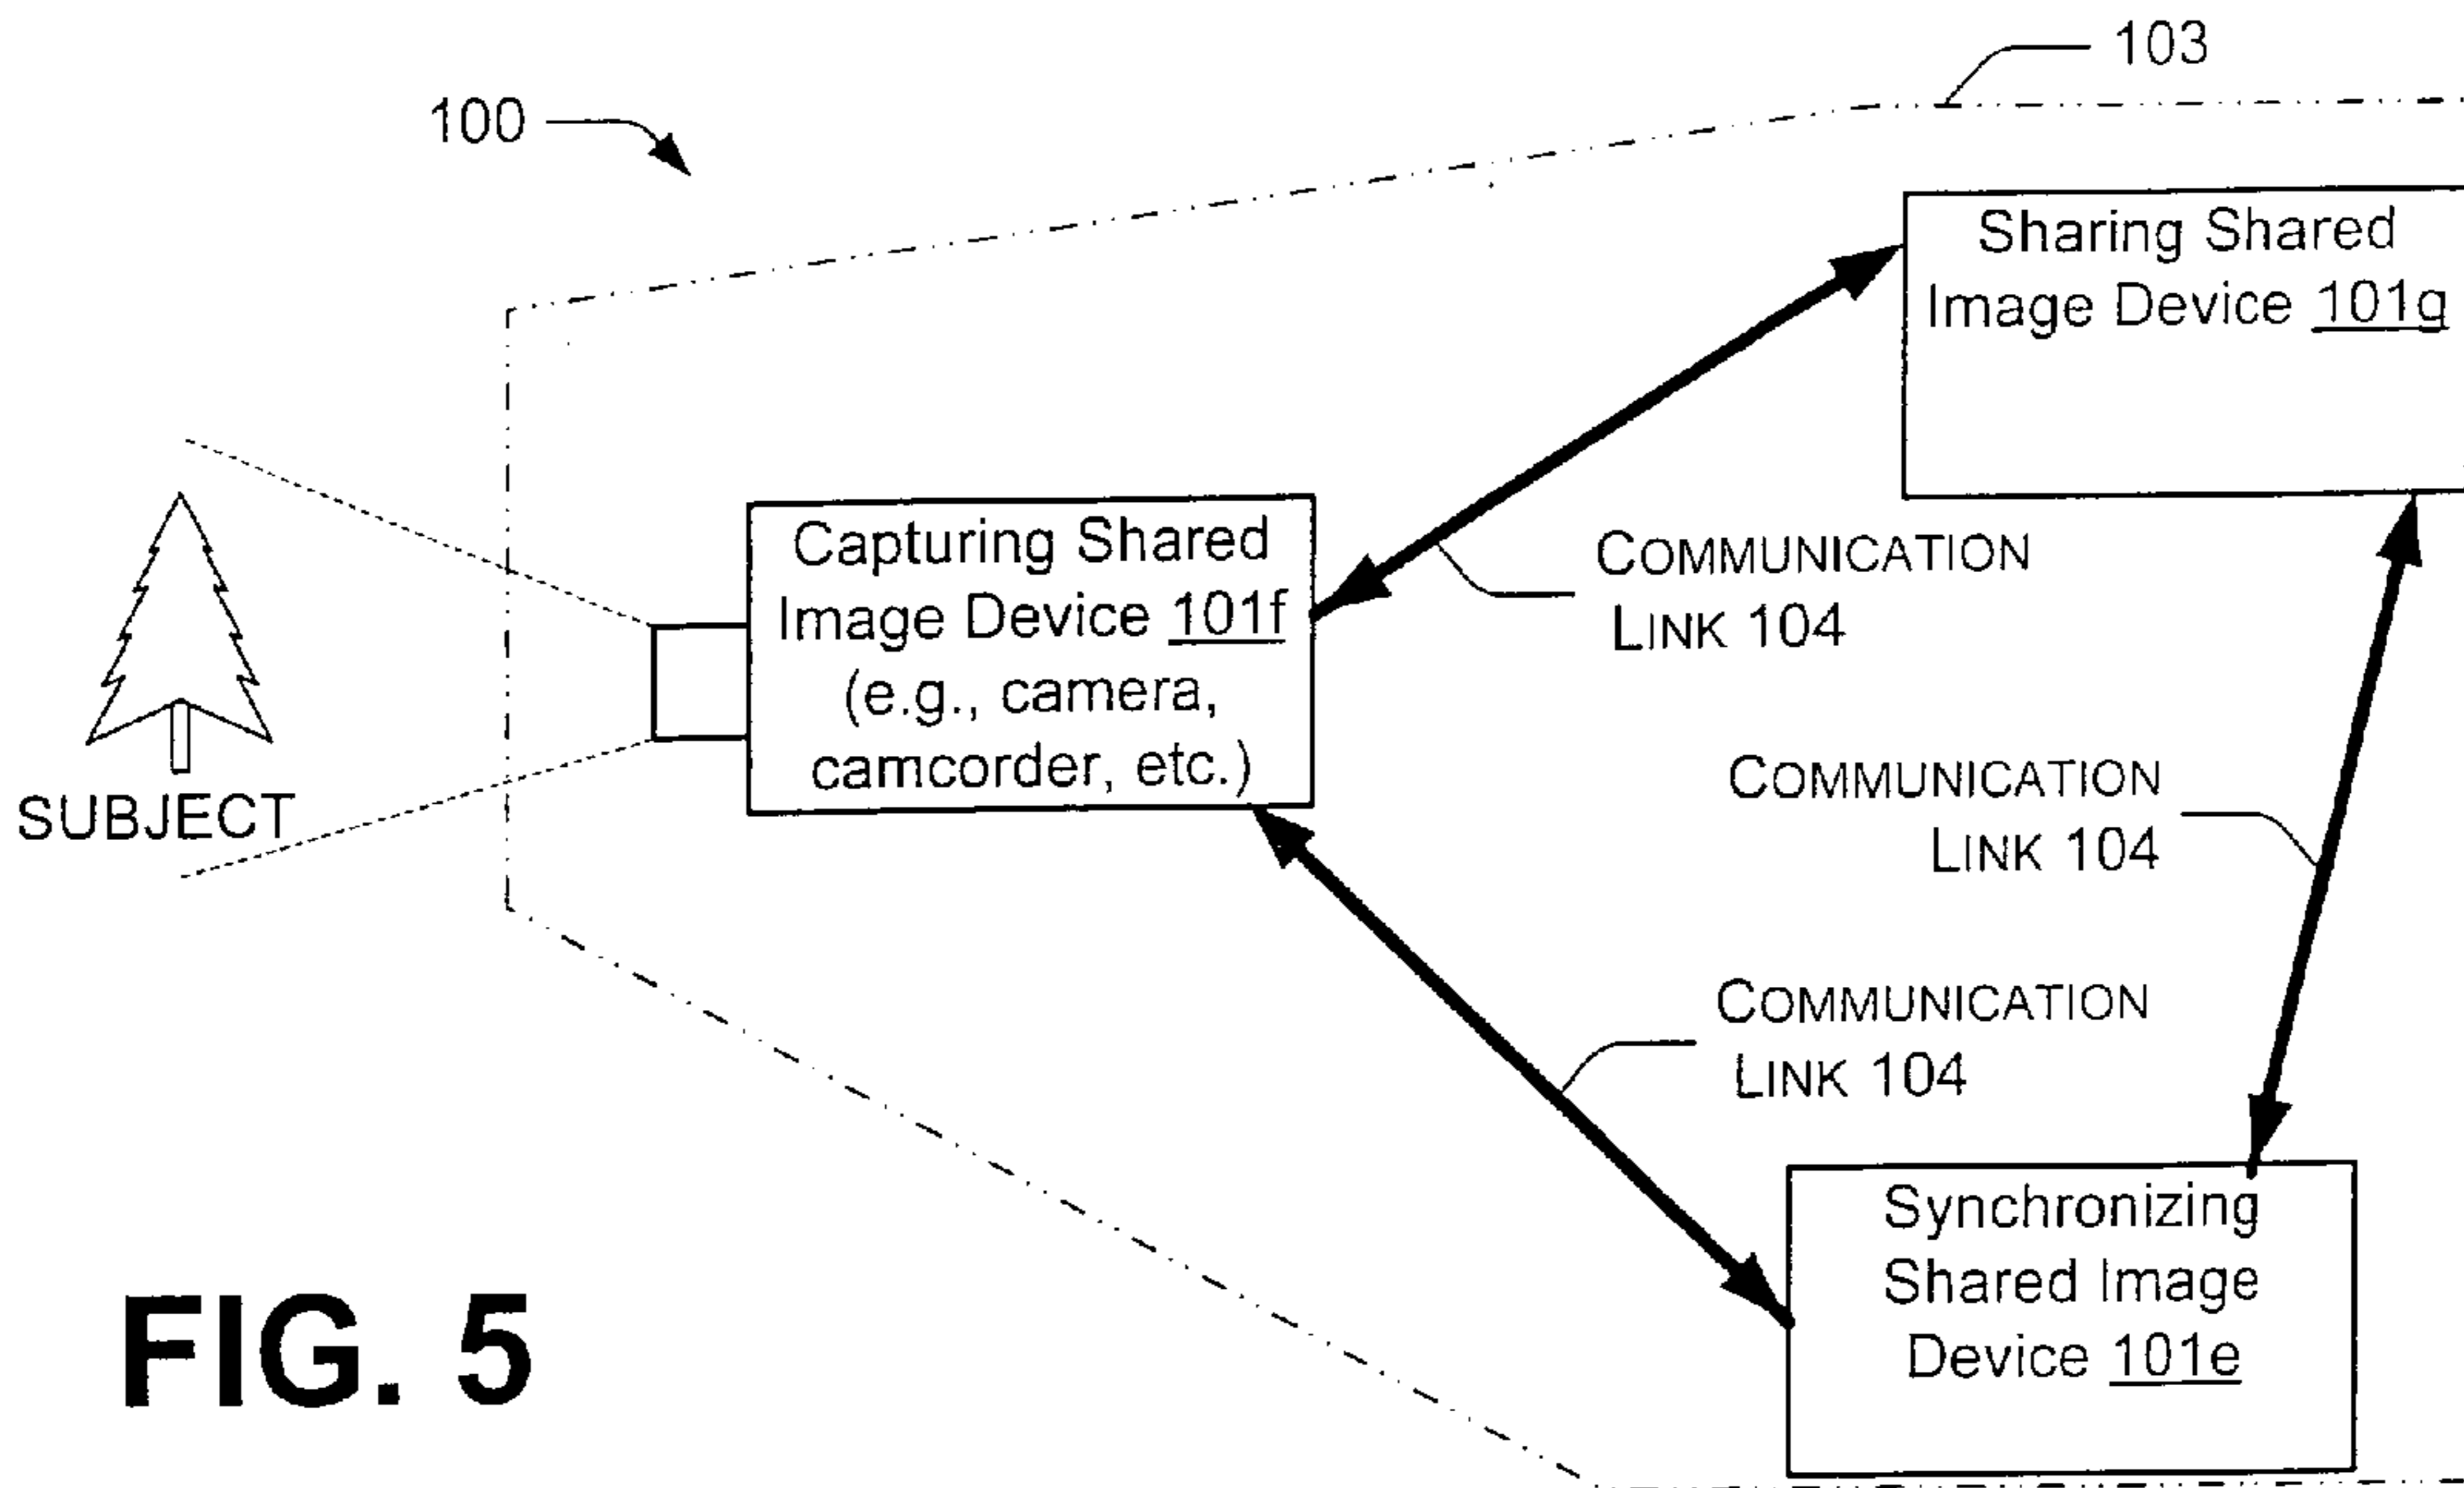 103
100
Sharing Shared
Image Device 101g
Capturing Shared
Image Device 101f
(e.g., camera,
camcorder, etc.)
COMMUNICATION
LINK 104
SUBJECT
COMMUNICATION
LINK 104
COMMUNICATION
LINK 104
Synchronizing
Shared Image
Device 101e
FIG. 5